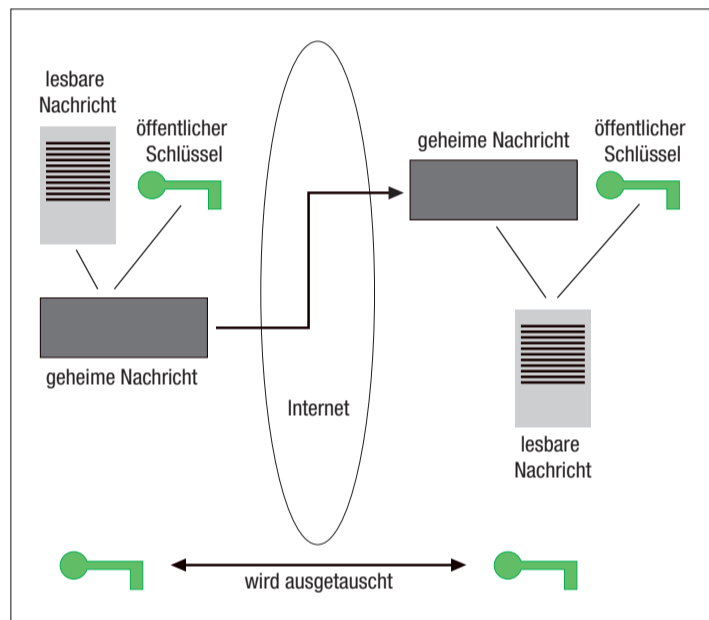 lesbare
Nachricht
öffentlicher
Schlüssel
geheime Nachricht
Internet
geheime Nachricht
öffentlicher
Schlüssel
lesbare
Nachricht
wird ausgetauscht